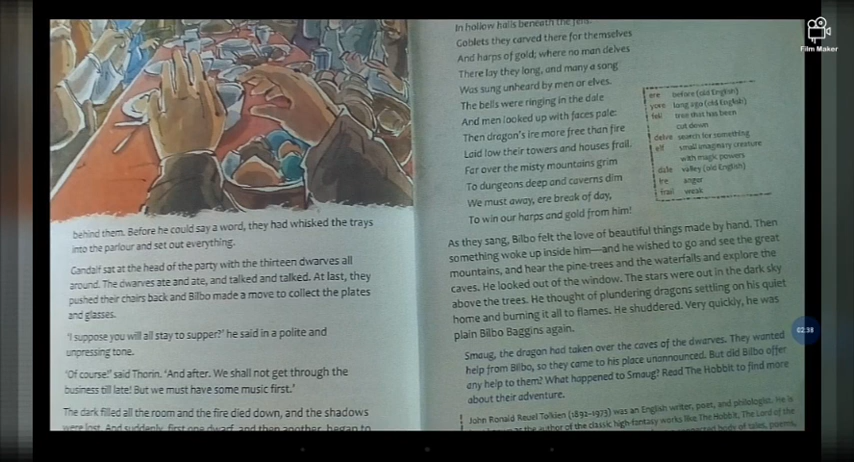 behind them. Before he could say a word, they had whisked the trays
into the parlour and set out everything.
Gandalf sat at the head of the party with the thirteen dwarves all
around. The dwarves ate and ate, and talked and talked. At last, they
pushed their chairs back and Bilbo made a move to collect the plates
and glasses.
'I suppose you will all stay to supper?' he said in a polite and
unpressing tone.
'Of course!' said Thorin. 'And after. We shall not get through the
business till late! But we must have some music first.'
The dark filled all the room and the fire died down, and the shadows
were lost. And suddenly, first one dwarf, and then another, began to
In hollow halls beneath the fells.
Goblets they carved there for themselves
And harps of gold; where no man delves
There lay they long, and many a song
Was sung unheard by men or elves.
The bells were ringing in the dale
And men looked up with faces pale:
Then dragon's ire more free than fire
Laid low their towers and houses frail.
Far over the misty mountains grim
To dungeons deep and caverns dim
We must away, ere break of day,
To win our harps and gold from him!
ere before (old English)
yore long ago (old English)
fell tree that has been
cut down
delve search for something
elf small imaginary creature
with magic powers
dale valley (old English)
ire anger
frail weak
As they sang, Bilbo felt the love of beautiful things made by hand. Then
something woke up inside him—and he wished to go and see the great
mountains, and hear the pine-trees and the waterfalls and explore the
caves. He looked out of the window. The stars were out in the dark sky
above the trees. He thought of plundering dragons settling on his quiet
home and burning it all to flames. He shuddered. Very quickly, he was
plain Bilbo Baggins again.
Smaug, the dragon had taken over the caves of the dwarves. They wanted
help from Bilbo, so they came to his place unannounced. But did Bilbo offer
any help to them? What happened to Smaug? Read The Hobbit to find more
about their adventure.
John Ronald Reuel Tolkien (1892–1973) was an English writer, poet, and philologist. He is
as the author of the classic high-fantasy works like The Hobbit, The Lord of the
connected body of tales, poems,
Film Maker
02:38